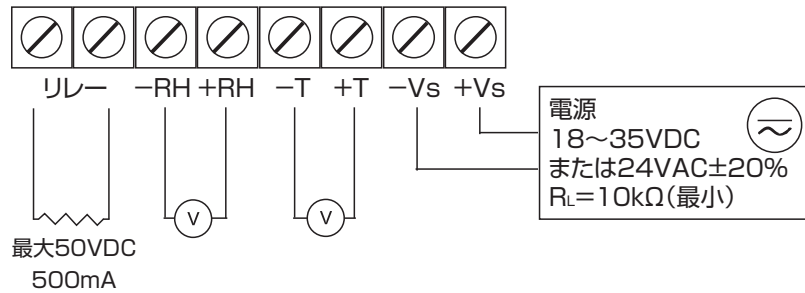 リレー −RH +RH −T +T −Vs +Vs
電源
18~35VDC
または24VAC±20%
RL=10kΩ(最小)
V V
最大50VDC
500mA